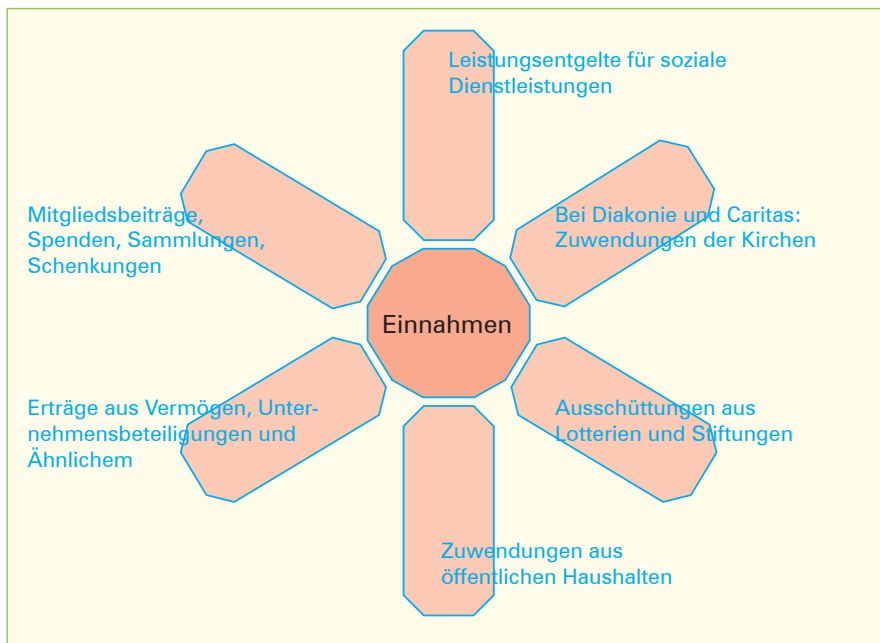 Leistungsentgelte für soziale
Dienstleistungen
Mitgliedsbeiträge,
Spenden, Sammlungen,
Schenkungen
Bei Diakonie und Caritas:
Zuwendungen der Kirchen
Einnahmen
Erträge aus Vermögen, Unter-
nehmensbeteiligungen und
Ähnlichem
Ausschüttungen aus
Lotterien und Stiftungen
Zuwendungen aus
öffentlichen Haushalten